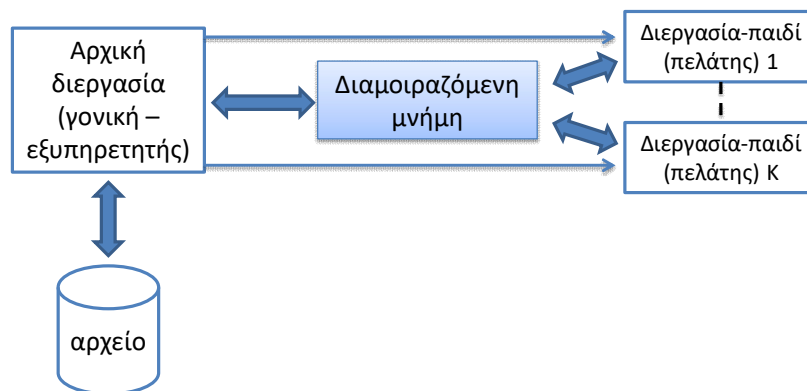 Αρχική
διεργασία
(γονική –
εξυπηρετητής)
Διαμοιραζόμενη
μνήμη
Διεργασία-παιδί
(πελάτης) 1
Διεργασία-παιδί
(πελάτης) Κ
αρχείο